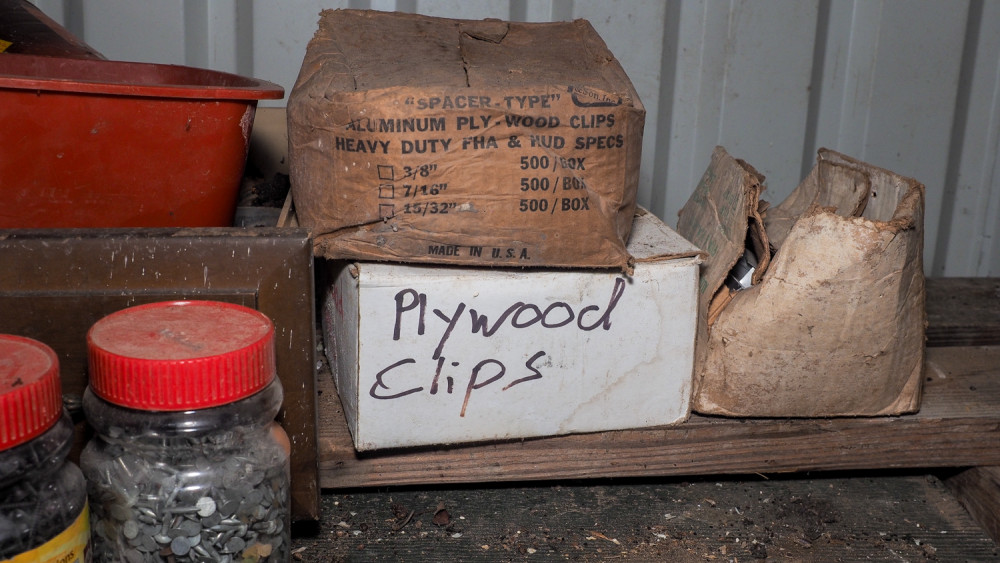 "SPACER-TYPE"
ALUMINUM PLY-WOOD CLIPS
HEAVY DUTY FHA & HUD SPECS
3/8" 500/BOX
7/16" 500/BOX
15/32" 500/BOX
MADE IN U.S.A.
Plywood
Clips